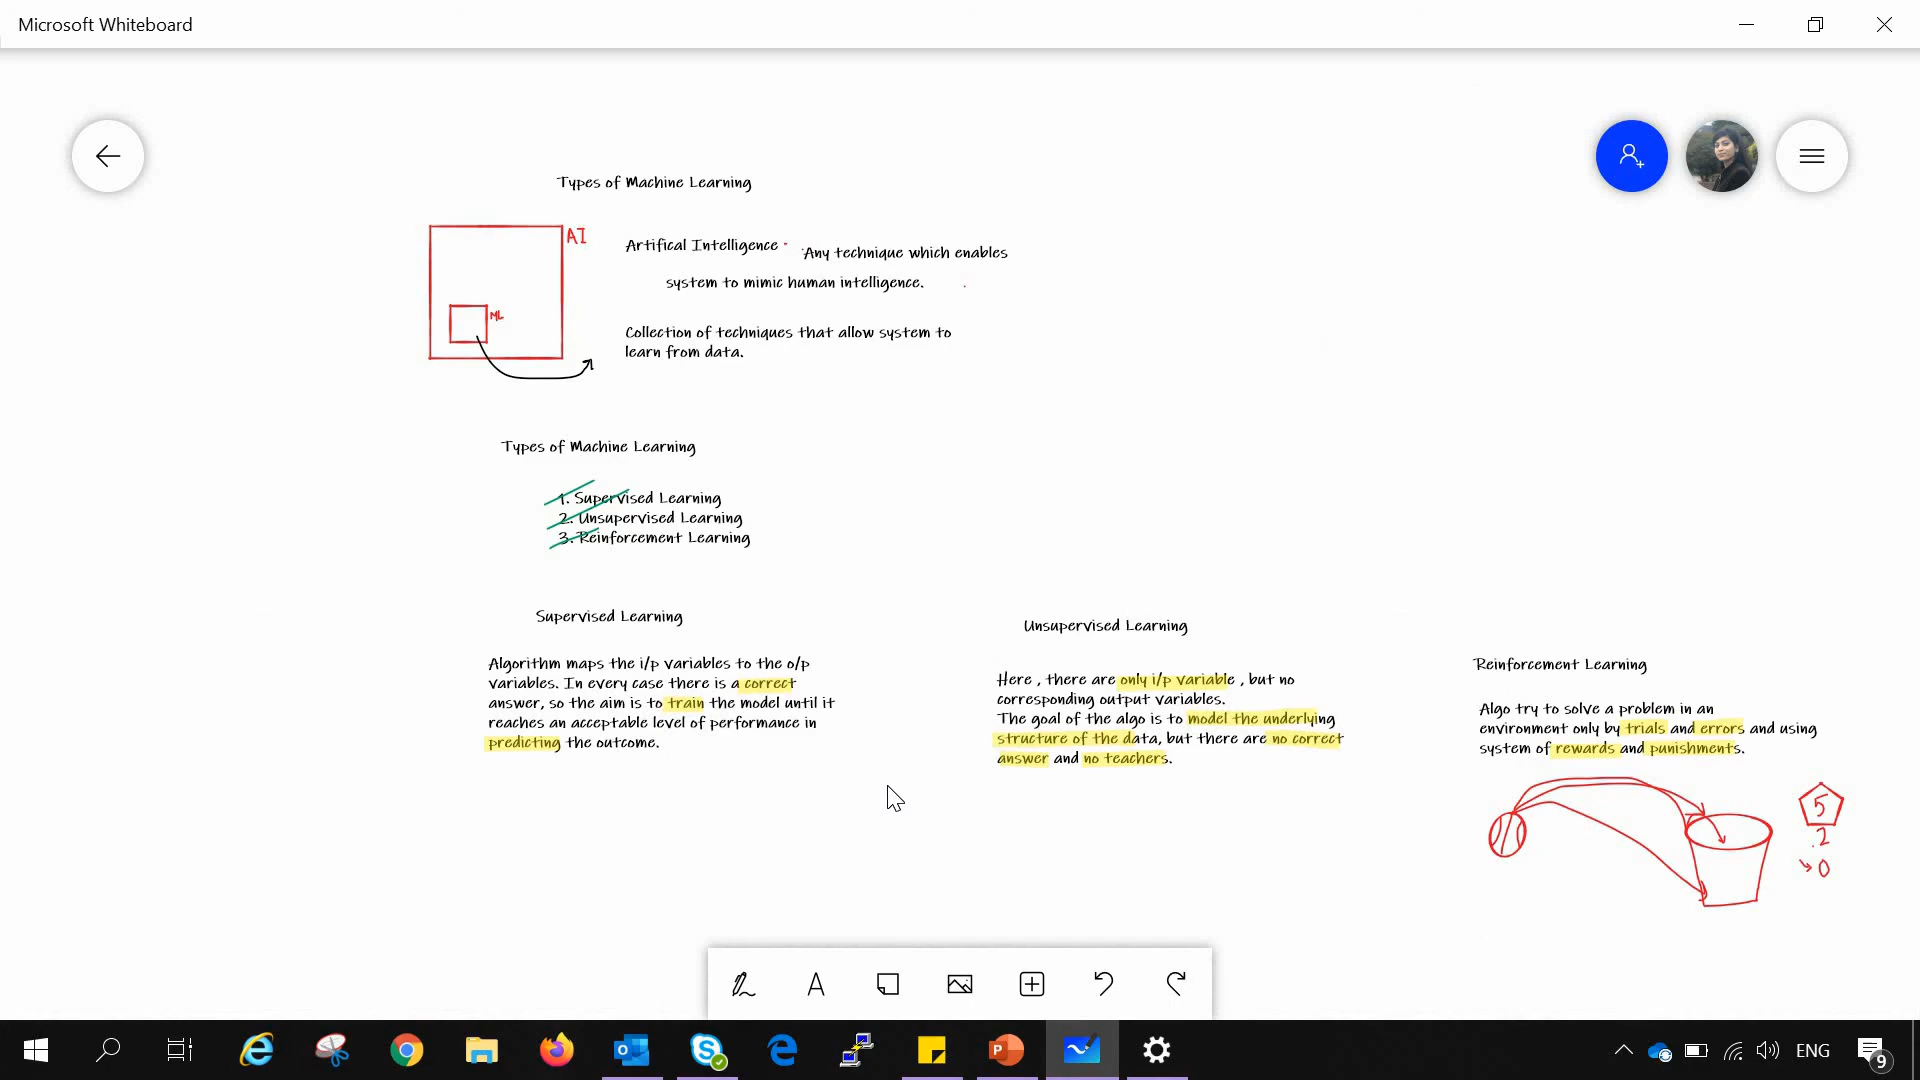 Microsoft Whiteboard
Types of Machine Learning
AI
Artifical Intelligence - Any technique which enables
system to mimic human intelligence.
ML
Collection of techniques that allow system to
learn from data.
Types of Machine Learning
1. Supervised Learning
2. Unsupervised Learning
3. Reinforcement Learning
Supervised Learning
Algorithm maps the i/p variables to the o/p
variables. In every case there is a correct
answer, so the aim is to train the model until it
reaches an acceptable level of performance in
predicting the outcome.
Unsupervised Learning
Here , there are only i/p variable , but no
corresponding output variables.
The goal of the algo is to model the underlying
structure of the data, but there are no correct
answer and no teachers.
Reinforcement Learning
Algo try to solve a problem in an
environment only by trials and errors and using
system of rewards and punishments.
5
2
0
ENG
9